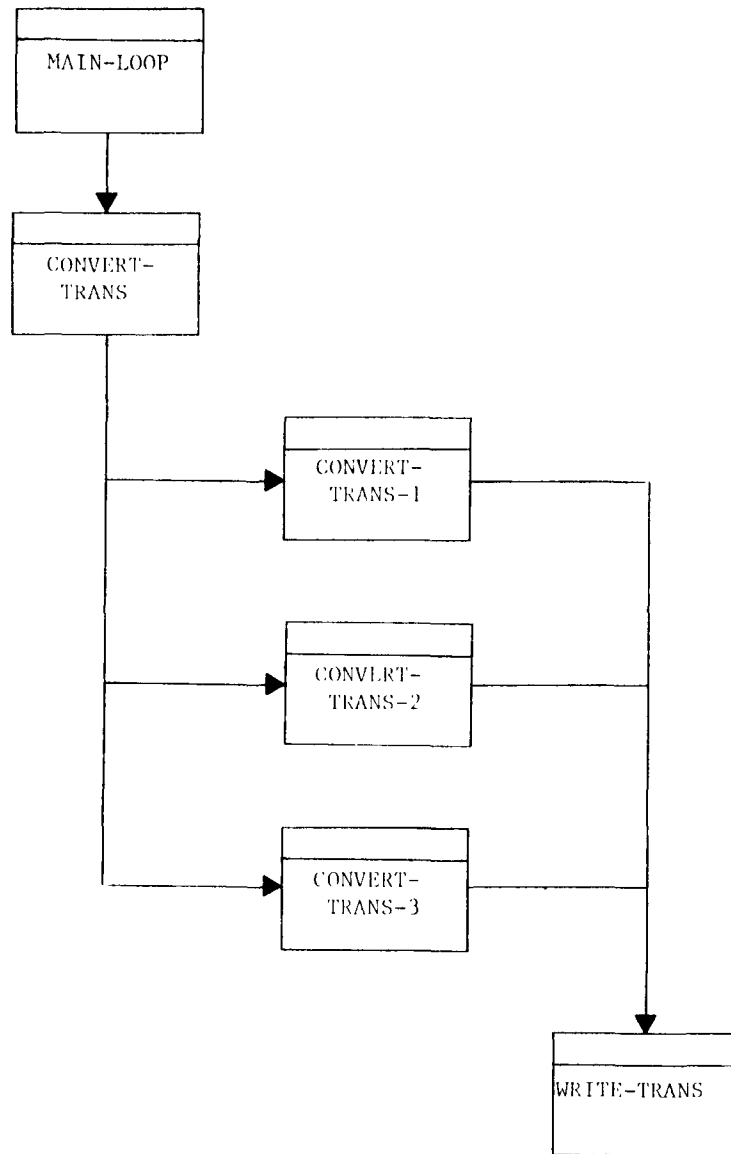 MAIN-LOOP
CONVERT-
TRANS
CONVERT-
TRANS-1
CONVERT-
TRANS-2
CONVERT-
TRANS-3
WRITE-TRANS